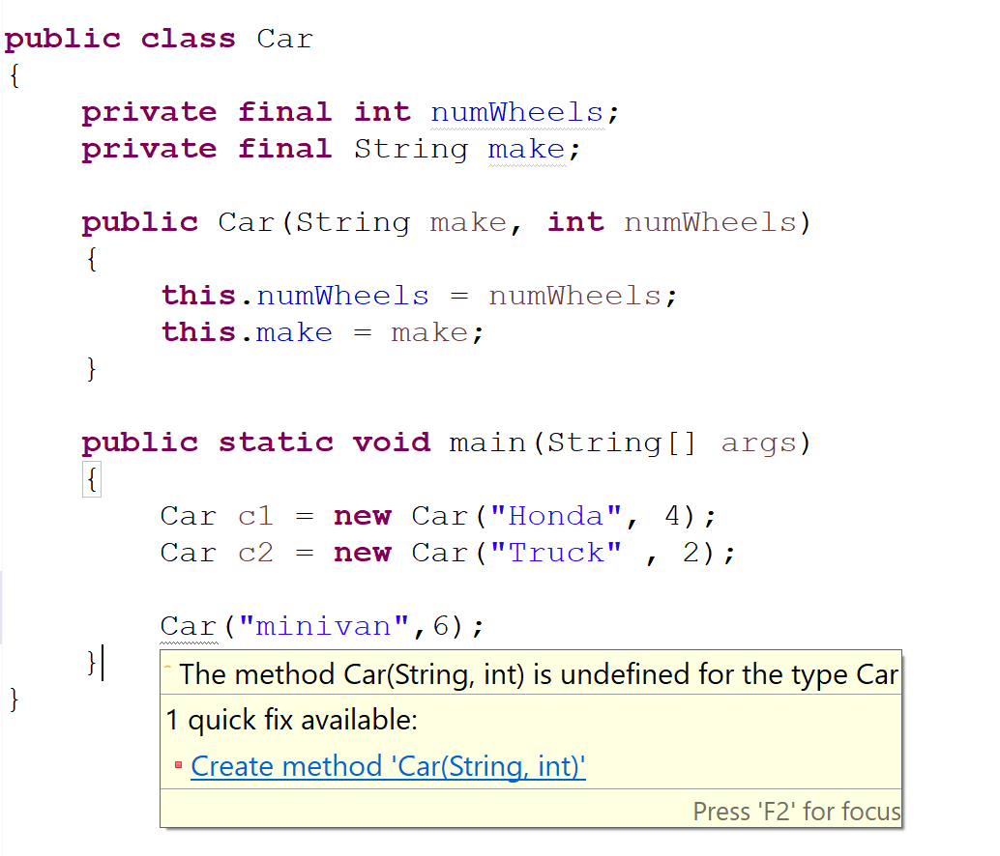 public class Car
{
private final int numWheels;
private final String make;
public Car(String make, int numWheels)
{
this.numWheels = numWheels;
this.make = make;
}
public static void main(String[] args)
{
Car c1 = new Car("Honda", 4);
Car c2 = new Car("Truck" , 2);
Car("minivan",6);
}
The method Car(String, int) is undefined for the type Car
}
1 quick fix available:
Create method 'Car(String, int)'
Press 'F2' for focus